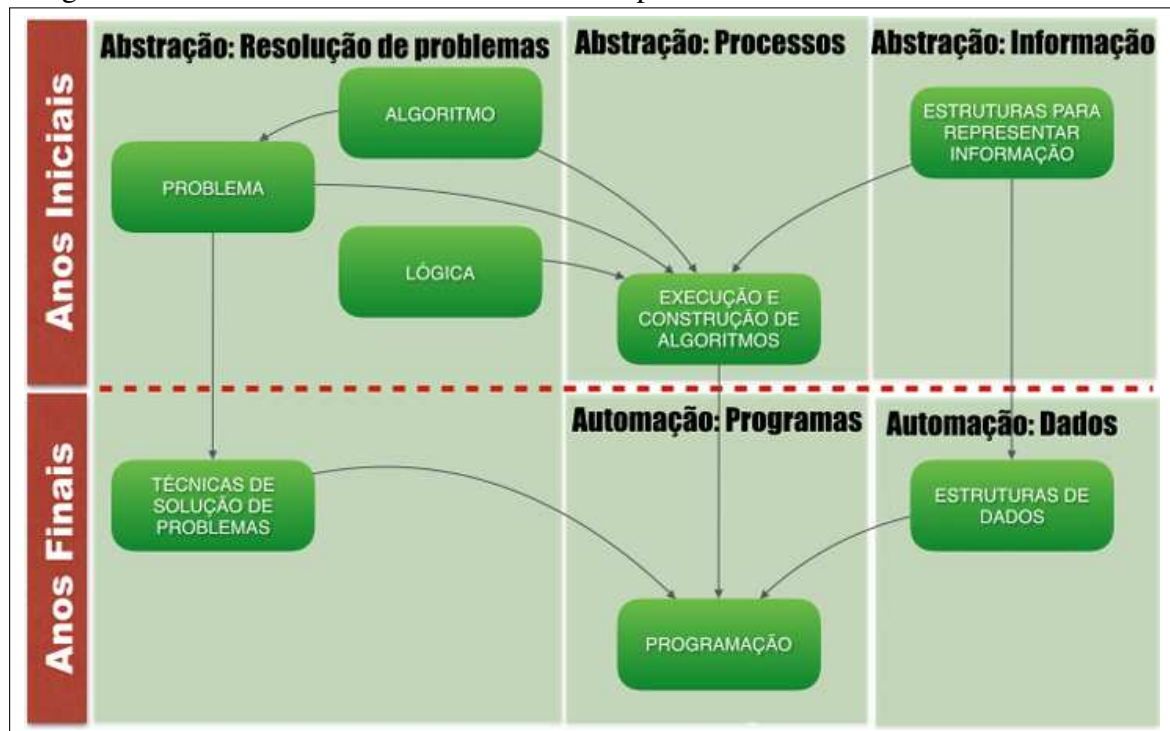 Abstração: Resolução de problemas
Abstração: Processos
Abstração: Informação
Anos Iniciais
ALGORITMO
ESTRUTURAS PARA
REPRESENTAR
INFORMAÇÃO
PROBLEMA
LÓGICA
EXECUÇÃO E
CONSTRUÇÃO DE
ALGORITMOS
Anos Finais
Automação: Programas
Automação: Dados
TÉCNICAS DE
SOLUÇÃO DE
PROBLEMAS
ESTRUTURAS DE
DADOS
PROGRAMAÇÃO